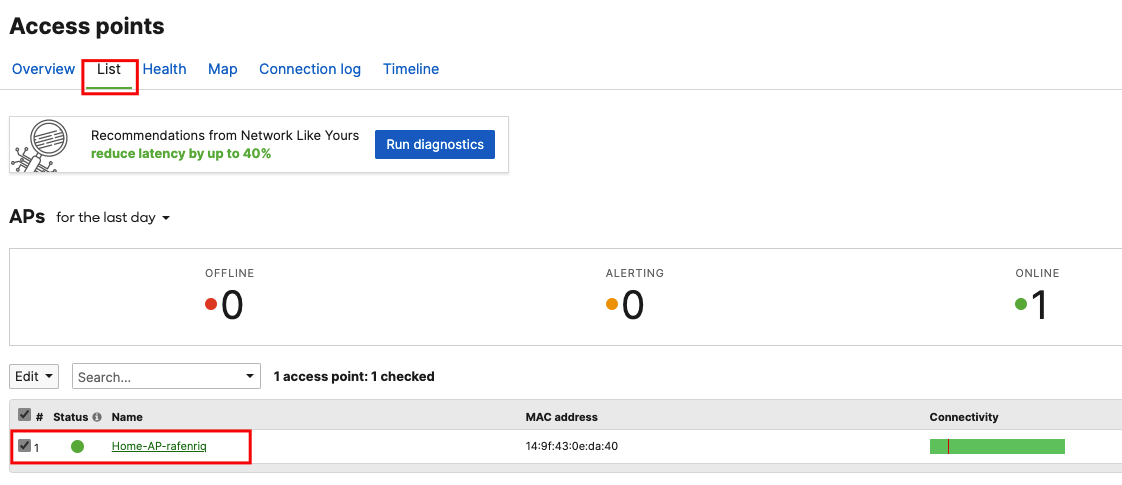 Access points
Overview List Health Map Connection log Timeline
Recommendations from Network Like Yours
reduce latency by up to 40%
Run diagnostics
APs for the last day
OFFLINE ALERTING ONLINE
0 0 1
Edit Search... 1 access point: 1 checked
# Status Name MAC address Connectivity
1 Home-AP-rafenriq 14:9f:43:0e:da:40